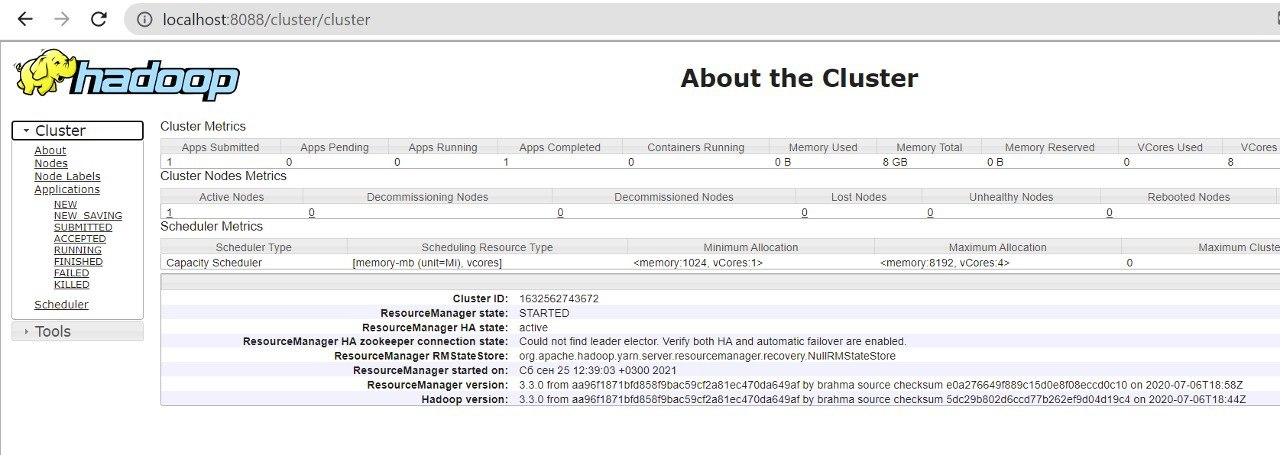 localhost:8088/cluster/cluster
hadoop
About the Cluster
Cluster
About
Nodes
Node Labels
Applications
NEW
NEW_SAVING
SUBMITTED
ACCEPTED
RUNNING
FINISHED
FAILED
KILLED
Scheduler
Tools
Cluster Metrics
Apps Submitted Apps Pending Apps Running Apps Completed Containers Running Memory Used Memory Total Memory Reserved VCores Used VCores
1 0 0 1 0 0 B 8 GB 0 B 0 8
Cluster Nodes Metrics
Active Nodes Decommissioning Nodes Decommissioned Nodes Lost Nodes Unhealthy Nodes Rebooted Nodes
1 0 0 0 0 0
Scheduler Metrics
Scheduler Type Scheduling Resource Type Minimum Allocation Maximum Allocation Maximum Cluste
Capacity Scheduler [memory-mb (unit=Mi), vcores] <memory:1024, vCores:1> <memory:8192, vCores:4> 0
Cluster ID: 1632562743672
ResourceManager state: STARTED
ResourceManager HA state: active
ResourceManager HA zookeeper connection state: Could not find leader elector. Verify both HA and automatic failover are enabled.
ResourceManager RMStateStore: org.apache.hadoop.yarn.server.resourcemanager.recovery.NullRMStateStore
ResourceManager started on: Сб сен 25 12:39:03 +0300 2021
ResourceManager version: 3.3.0 from aa96f1871bfd858f9bac59cf2a81ec470da649af by brahma source checksum e0a276649f889c15d0e8f08eccd0c10 on 2020-07-06T18:58Z
Hadoop version: 3.3.0 from aa96f1871bfd858f9bac59cf2a81ec470da649af by brahma source checksum 5dc29b802d6ccd77b262ef9d04d19c4 on 2020-07-06T18:44Z